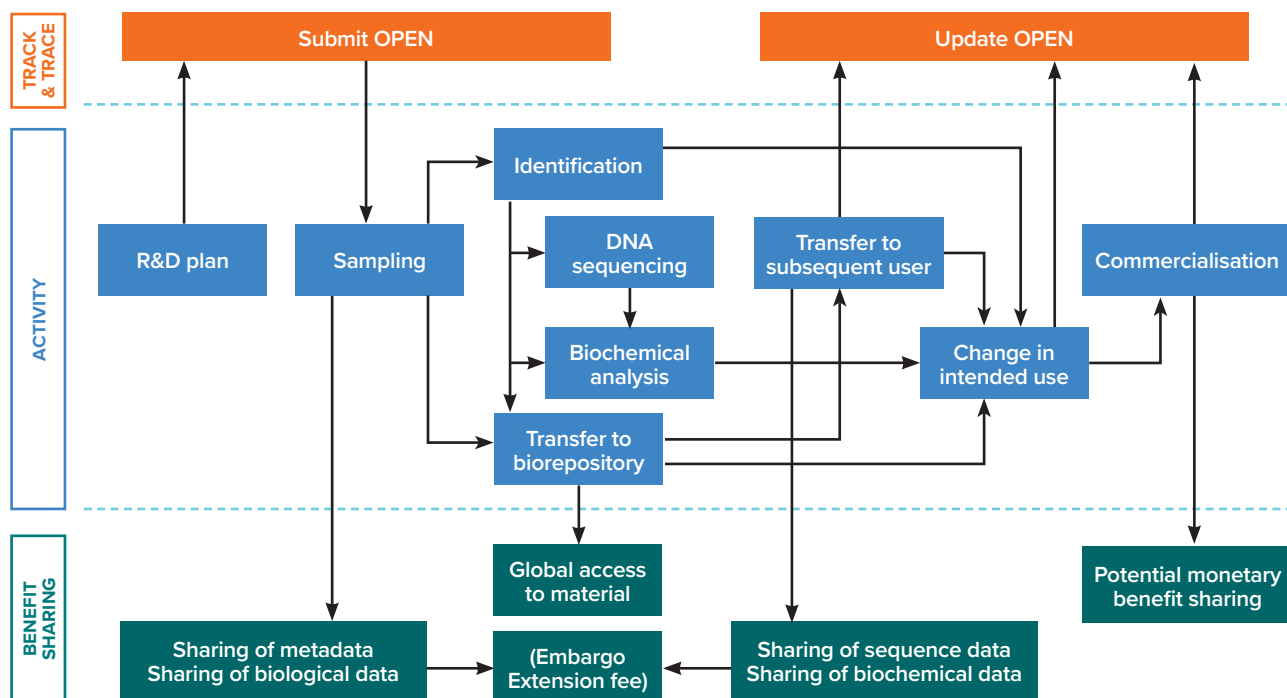 TRACK
& TRACE
Submit OPEN
Update OPEN
ACTIVITY
Identification
R&D plan
Sampling
DNA
sequencing
Transfer to
subsequent user
Commercialisation
Biochemical
analysis
Change in
intended use
Transfer to
biorepository
BENEFIT
SHARING
Global access
to material
Potential monetary
benefit sharing
Sharing of metadata
Sharing of biological data
(Embargo
Extension fee)
Sharing of sequence data
Sharing of biochemical data